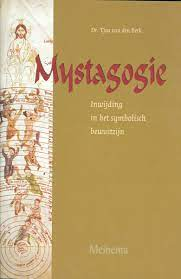 Dr. Tjeu van den Berk
Mystagogie
Inwijding
in het symbolisch
bewustzijn
Meinema